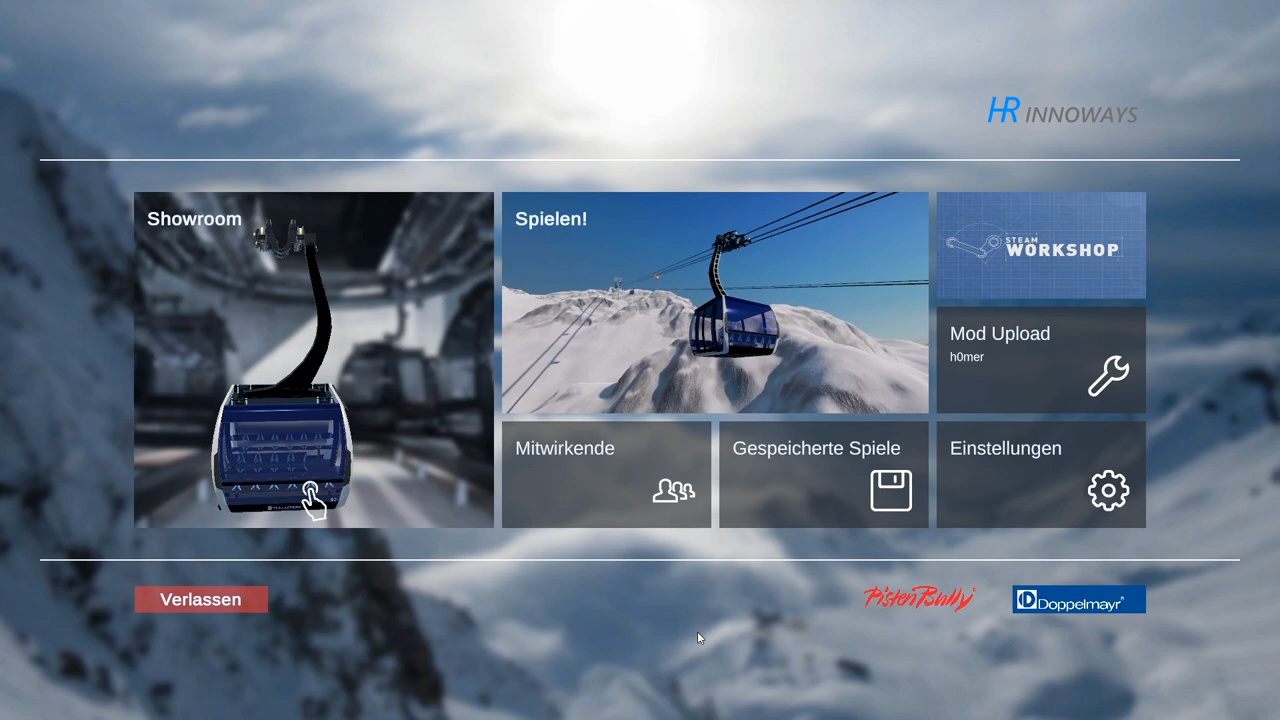 HR INNOWAYS
Showroom
Spielen!
STEAM
WORKSHOP
Mod Upload
h0mer
Mitwirkende
Gespeicherte Spiele
Einstellungen
Verlassen
PistenBully
Doppelmayr